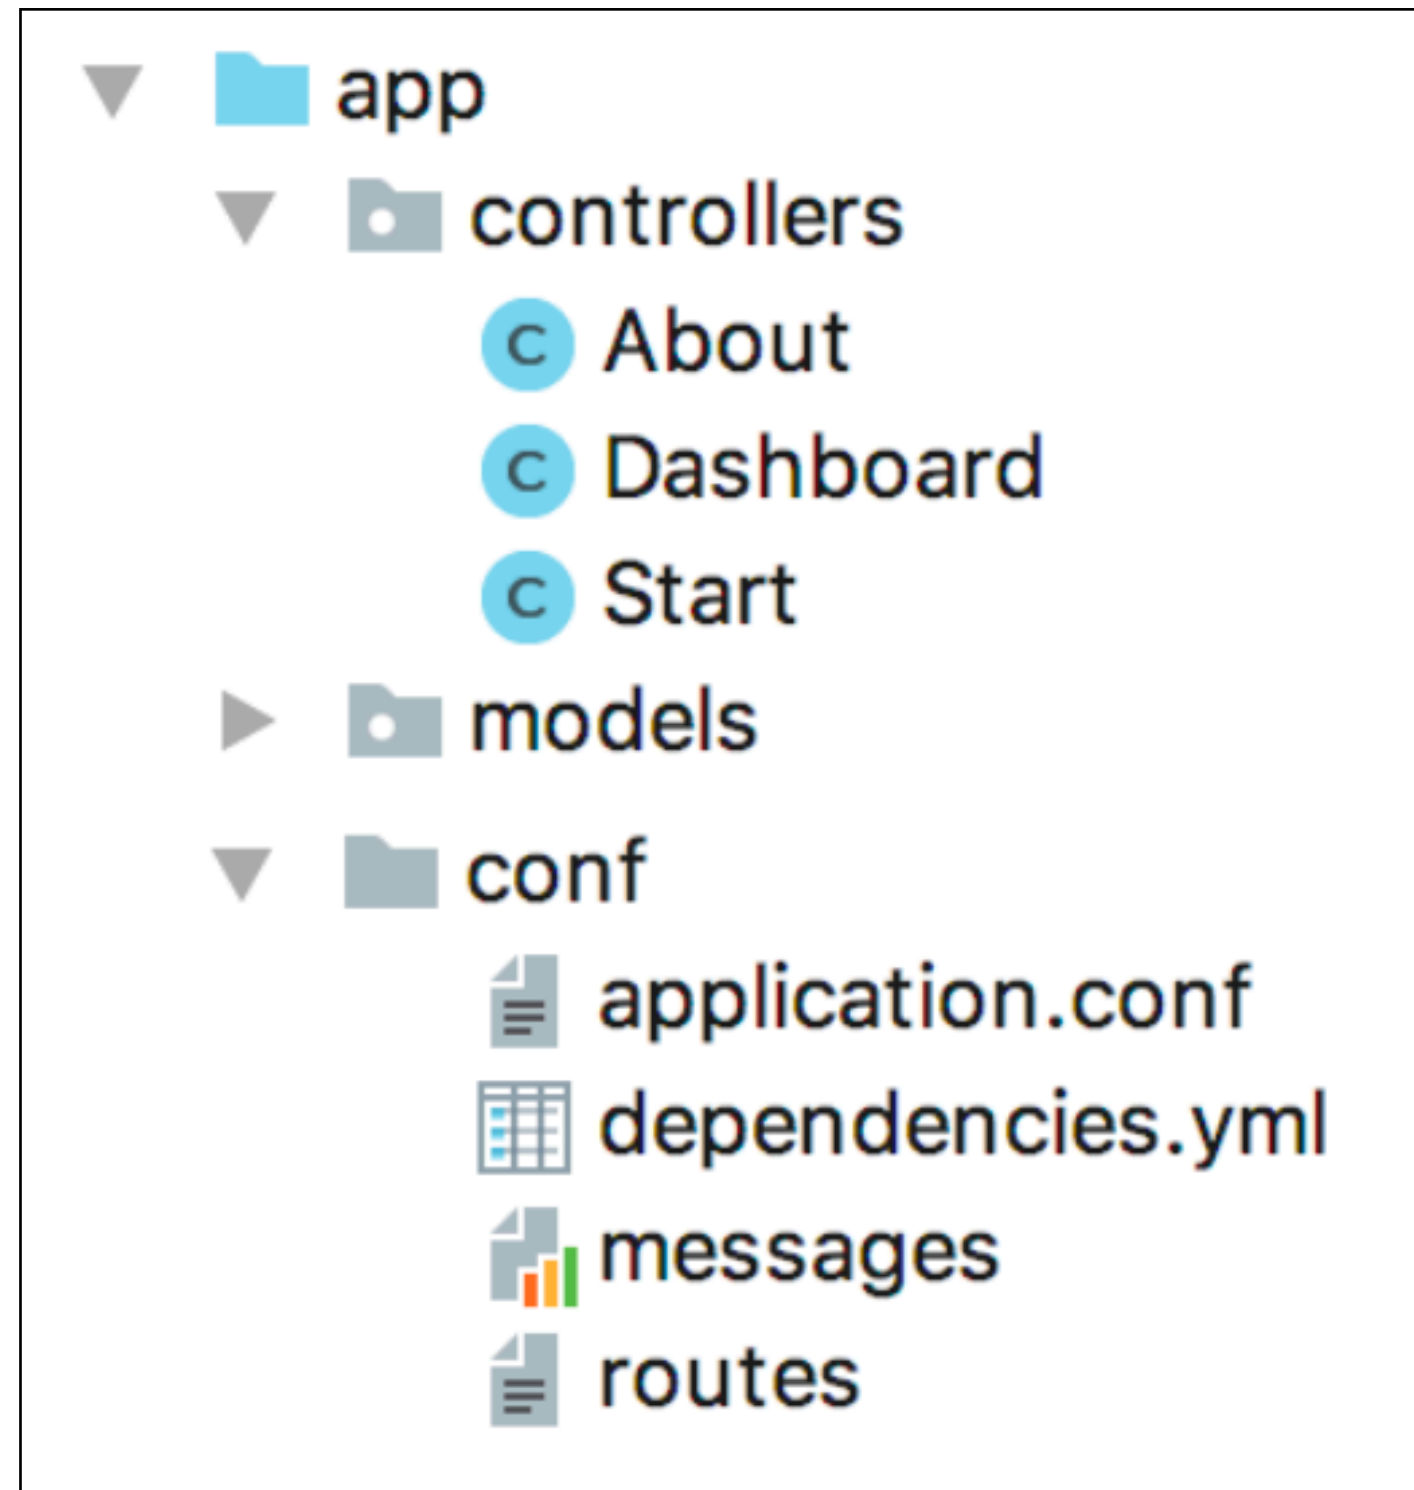 app
controllers
C About
C Dashboard
C Start
models
conf
application.conf
dependencies.yml
messages
routes